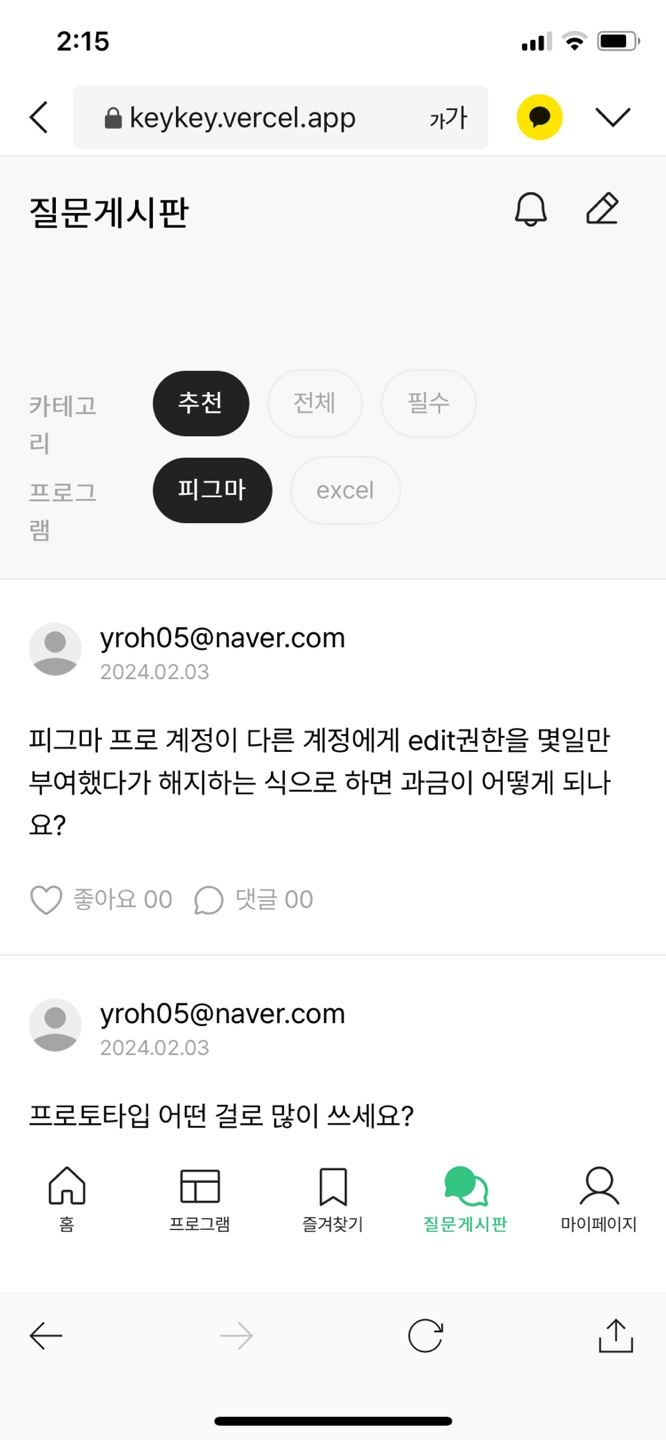 2:15
keykey.vercel.app
가가
질문게시판
카테고
리
추천
전체
필수
프로그
램
피그마
excel
yroh05@naver.com
2024.02.03
피그마 프로 계정이 다른 계정에게 edit권한을 몇일만
부여했다가 해지하는 식으로 하면 과금이 어떻게 되나
요?
좋아요 00
댓글 00
yroh05@naver.com
2024.02.03
프로토타입 어떤 걸로 많이 쓰세요?
홈
프로그램
즐겨찾기
질문게시판
마이페이지